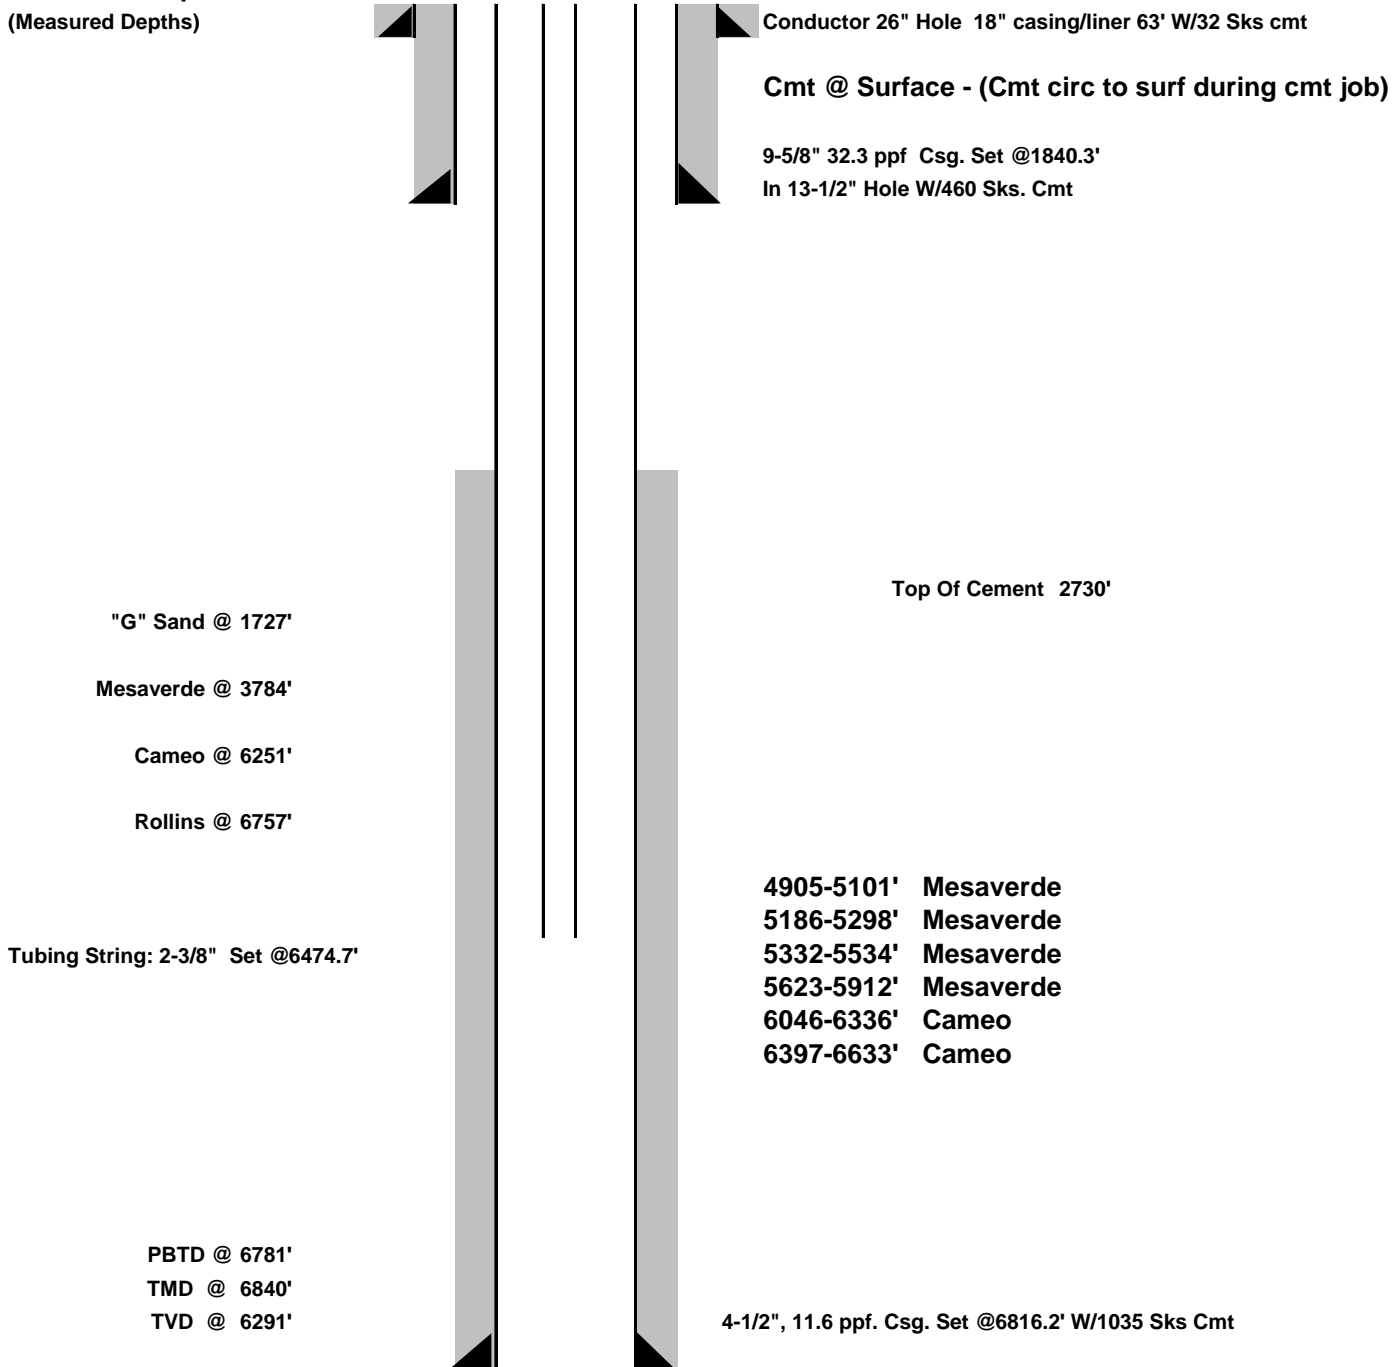 (Measured Depths)
Conductor 26" Hole 18" casing/liner 63' W/32 Sks cmt
Cmt @ Surface - (Cmt circ to surf during cmt job)
9-5/8" 32.3 ppf Csg. Set @1840.3'
In 13-1/2" Hole W/460 Sks. Cmt
Top Of Cement 2730'
"G" Sand @ 1727'
Mesaverde @ 3784'
Cameo @ 6251'
Rollins @ 6757'
4905-5101' Mesaverde
5186-5298' Mesaverde
5332-5534' Mesaverde
5623-5912' Mesaverde
6046-6336' Cameo
6397-6633' Cameo
Tubing String: 2-3/8" Set @6474.7'
PBTD @ 6781'
TMD @ 6840'
TVD @ 6291'
4-1/2", 11.6 ppf. Csg. Set @6816.2' W/1035 Sks Cmt